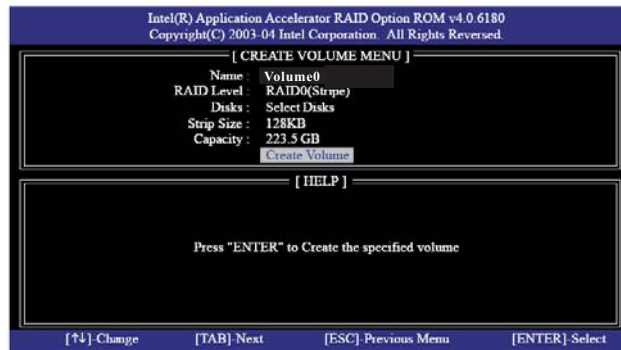 Intel(R) Application Accelerator RAID Option ROM v4.0.6180
Copyright(C) 2003-04 Intel Corporation. All Rights Reversed.
[ CREATE VOLUME MENU ]
Name : Volume0
RAID Level : RAID0(Stripe)
Disks : Select Disks
Strip Size : 128KB
Capacity : 223.5 GB
Create Volume
[ HELP ]
Press "ENTER" to Create the specified volume
[↑↓]-Change [TAB]-Next [ESC]-Previous Menu [ENTER]-Select